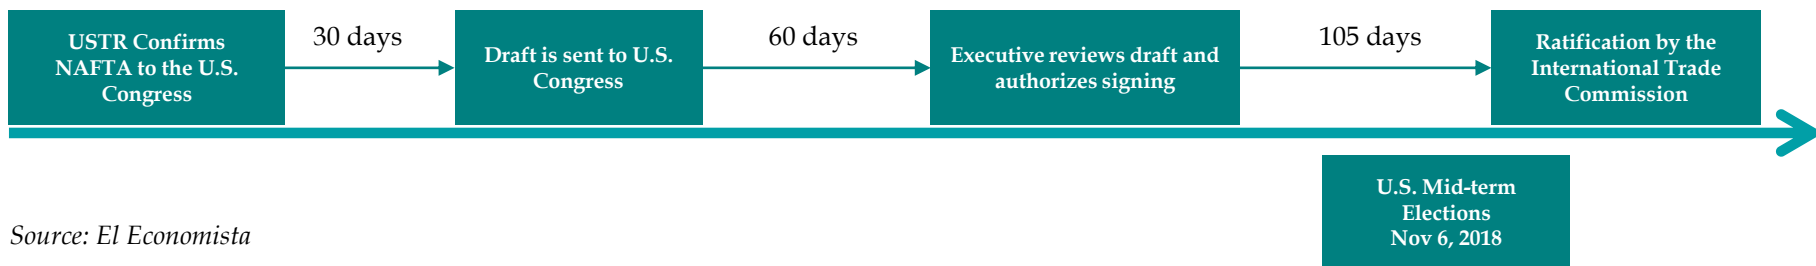 USTR Confirms
NAFTA to the U.S.
Congress
30 days
Draft is sent to U.S.
Congress
60 days
Executive reviews draft and
authorizes signing
105 days
Ratification by the
International Trade
Commission
U.S. Mid-term
Elections
Nov 6, 2018
Source: El Economista